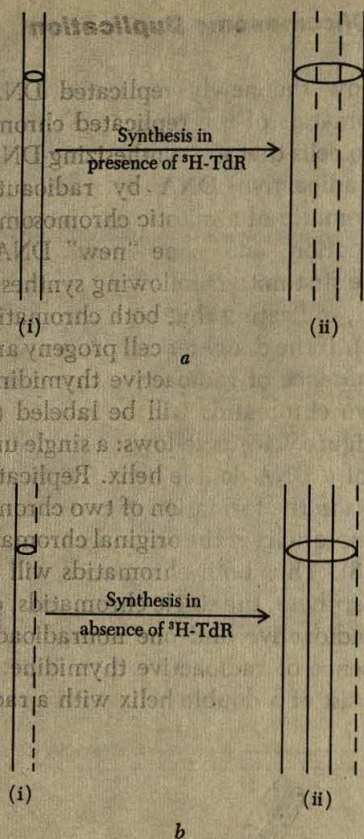 Synthesis in
presence of ³H-TdR
(i) (ii)
a
Synthesis in
absence of ³H-TdR
(i) (ii)
b